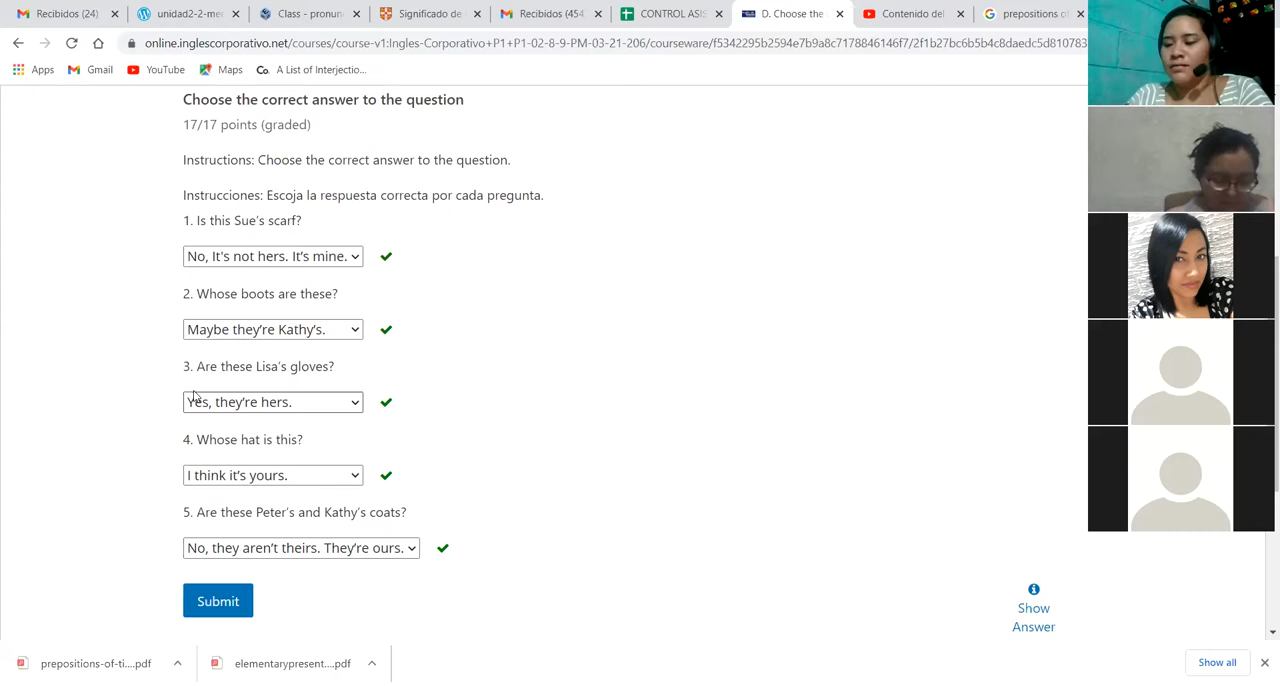 Recibidos (24)
unidad2-2-me
Class - pronun
Significado de
Recibidos (454
CONTROL ASIS
D. Choose the
Contenido del
prepositions of
online.inglescorporativo.net/courses/course-v1:Ingles-Corporativo+P1+P1-02-8-9-PM-03-21-206/courseware/f5342295b2594e7b9a8c7178846146f7/2f1b27bc6b5b4c8daedc5d810783
Apps
Gmail
YouTube
Maps
Co.
A List of Interjectio...
Choose the correct answer to the question
17/17 points (graded)
Instructions: Choose the correct answer to the question.
Instrucciones: Escoja la respuesta correcta por cada pregunta.
1. Is this Sue's scarf?
No, It's not hers. It's mine.
2. Whose boots are these?
Maybe they're Kathy's.
3. Are these Lisa's gloves?
Yes, they're hers.
4. Whose hat is this?
I think it's yours.
5. Are these Peter's and Kathy's coats?
No, they aren't theirs. They're ours.
Submit
Show
Answer
prepositions-of-ti....pdf
elementarypresent....pdf
Show all